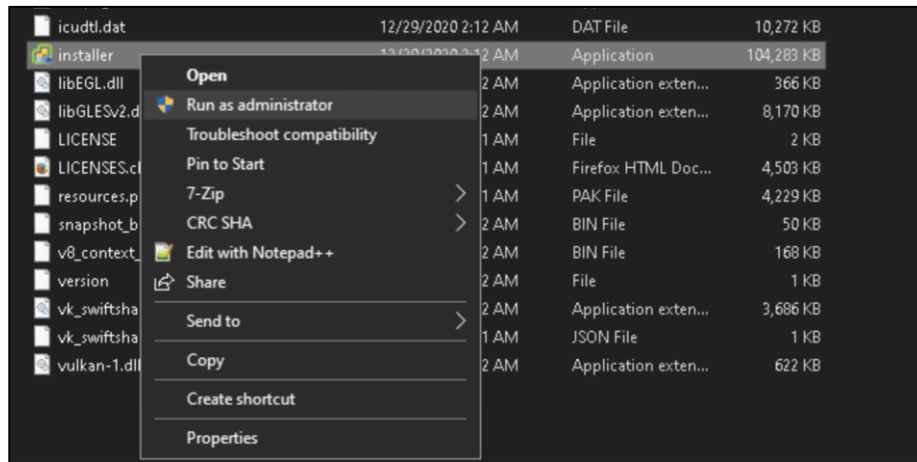 icudtl.dat 12/29/2020 2:12 AM DAT File 10,272 KB
installer 2 AM Application 104,283 KB
Open
libEGL.dll 2 AM Application exten... 366 KB
Run as administrator
libGLESv2.d 2 AM Application exten... 8,170 KB
Troubleshoot compatibility
LICENSE 1 AM File 2 KB
Pin to Start
LICENSES.cl 1 AM Firefox HTML Doc... 4,503 KB
7-Zip
resources.p 1 AM PAK File 4,229 KB
CRC SHA
snapshot_b 2 AM BIN File 50 KB
Edit with Notepad++
v8_context_ 2 AM BIN File 168 KB
Share
version 2 AM File 1 KB
vk_swiftsha 2 AM Application exten... 3,686 KB
Send to
vk_swiftsha 1 AM JSON File 1 KB
Copy
vulkan-1.dll 2 AM Application exten... 622 KB
Create shortcut
Properties